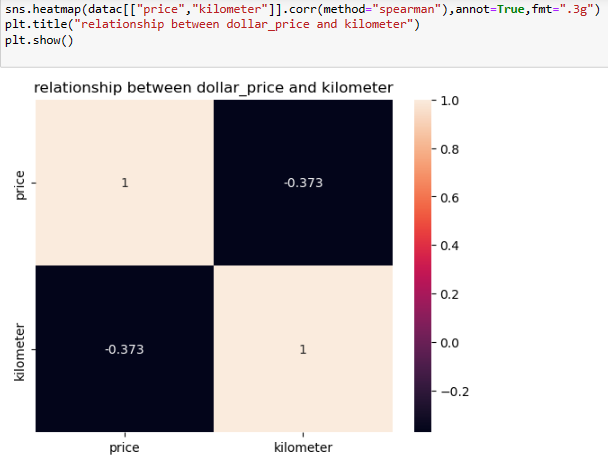 sns.heatmap(datac[["price","kilometer"]].corr(method="spearman"),annot=True,fmt=".3g")
plt.title("relationship between dollar_price and kilometer")
plt.show()
relationship between dollar_price and kilometer
price
1
-0.373
kilometer
-0.373
1
price
kilometer
1.0
0.8
0.6
0.4
0.2
0.0
−0.2